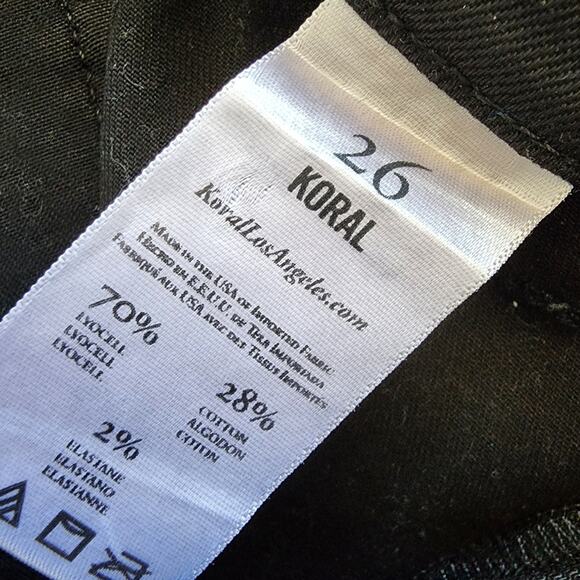 26
KORAL
KoralLosAngeles.com
MADE IN THE USA OF IMPORTED FABRIC
HECHO EN E.E.U.U. DE TELA IMPORTADA
FABRIQUÉ AUX USA AVEC DES TISSUS IMPORTÉS
70%
LYOCELL
LYOCELL
LYOCELL
28%
COTTON
ALGODON
COTON
2%
ELASTANE
ELASTANO
ELASTANNE